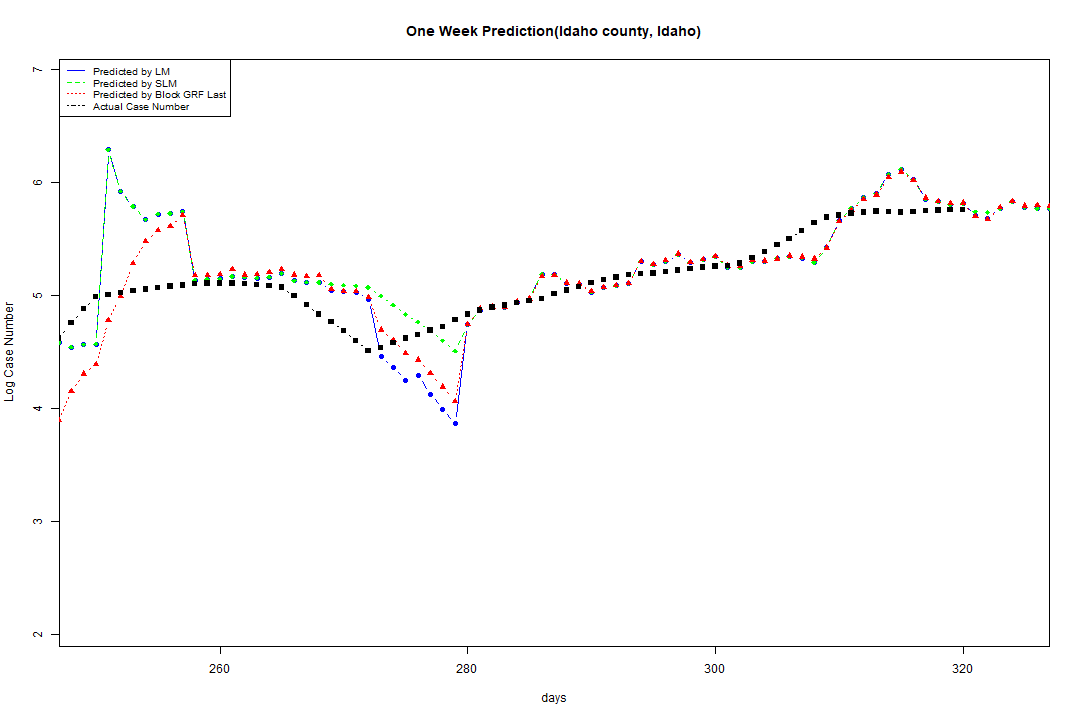 One Week Prediction(Idaho county, Idaho)
Predicted by LM
Predicted by SLM
Predicted by Block GRF Last
Actual Case Number
7
6
5
4
3
2
Log Case Number
260
280
300
320
days